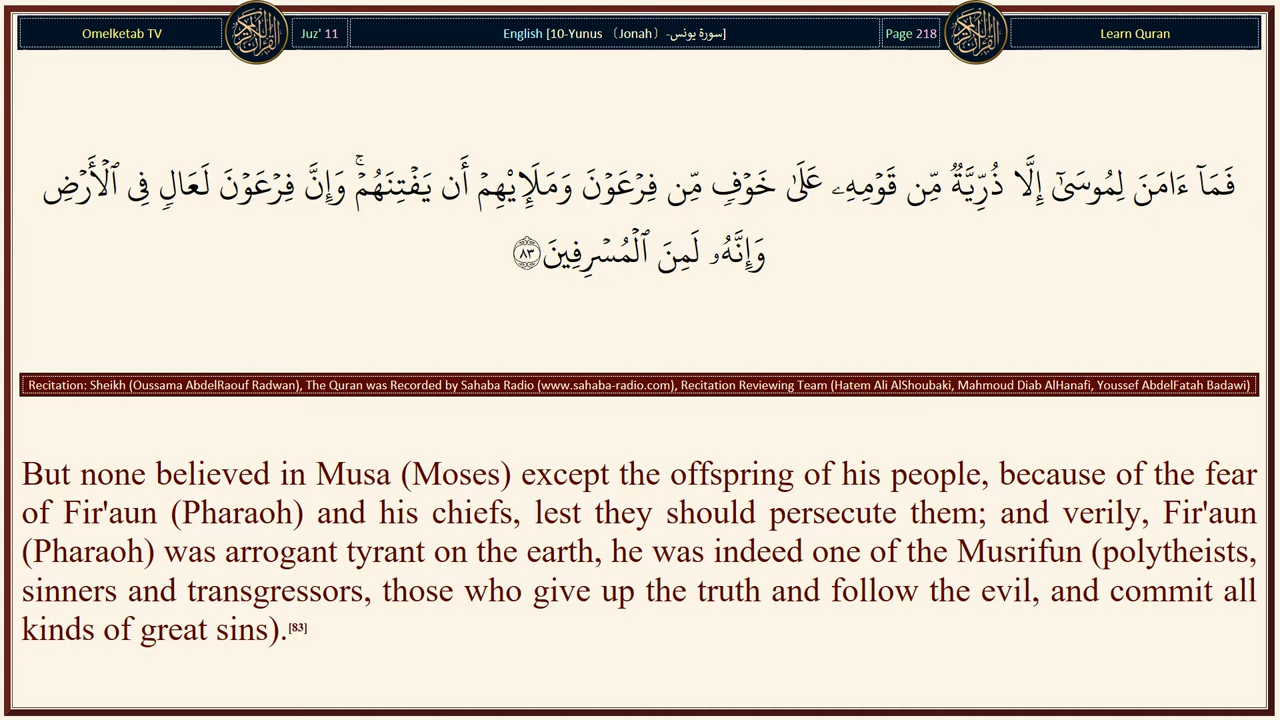 Omelketab TV
Juz' 11
English [10-Yunus (Jonah) -سورة يونس]
Page 218
Learn Quran
فَمَآ ءَامَنَ لِمُوسَىٰٓ إِلَّا ذُرِّيَّةٌ مِّن قَوْمِهِۦ عَلَىٰ خَوْفٍ مِّن فِرْعَوْنَ وَمَلَإِي۟هِمْ أَن يَفْتِنَهُمْ ۚ وَإِنَّ فِرْعَوْنَ لَعَالٍ فِى ٱلْأَرْضِ
وَإِنَّهُۥ لَمِنَ ٱلْمُسْرِفِينَ ٨٣
Recitation: Sheikh (Oussama AbdelRaouf Radwan), The Quran was Recorded by Sahaba Radio (www.sahaba-radio.com), Recitation Reviewing Team (Hatem Ali AlShoubaki, Mahmoud Diab AlHanafi, Youssef AbdelFatah Badawi)
But none believed in Musa (Moses) except the offspring of his people, because of the fear
of Fir'aun (Pharaoh) and his chiefs, lest they should persecute them; and verily, Fir'aun
(Pharaoh) was arrogant tyrant on the earth, he was indeed one of the Musrifun (polytheists,
sinners and transgressors, those who give up the truth and follow the evil, and commit all
kinds of great sins).[83]